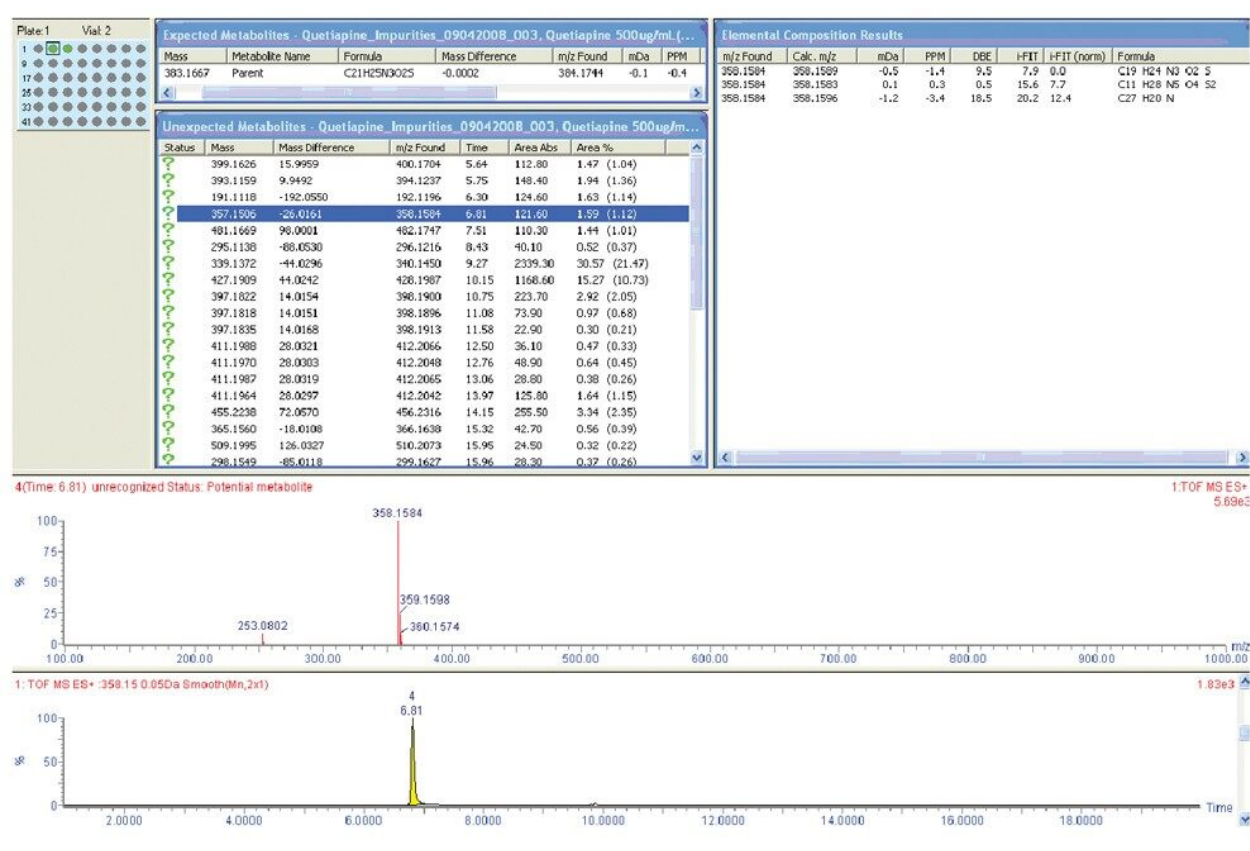 Plate:1 Vial: 2
1
9
17
25
33
41
Expected Metabolites - Quetiapine_Impurities_09042008_003, Quetiapine 500ug/mL (...
Mass Metabolite Name Formula Mass Difference m/z Found mDa PPM
383.1667 Parent C21H25N3O2S -0.0002 384.1744 -0.1 -0.4
Unexpected Metabolites - Quetiapine_Impurities_09042008_003, Quetiapine 500ug/m...
Status Mass Mass Difference m/z Found Time Area Abs Area %
? 399.1626 15.9959 400.1704 5.64 112.80 1.47 (1.04)
? 393.1159 9.9492 394.1237 5.75 148.40 1.94 (1.36)
? 191.1118 -192.0550 192.1196 6.30 124.60 1.63 (1.14)
? 357.1506 -26.0161 358.1584 6.81 121.60 1.59 (1.12)
? 481.1669 98.0001 482.1747 7.51 110.30 1.44 (1.01)
? 295.1138 -88.0530 296.1216 8.43 40.10 0.52 (0.37)
? 339.1372 -44.0296 340.1450 9.27 2339.30 30.57 (21.47)
? 427.1909 44.0242 428.1987 10.15 1168.60 15.27 (10.73)
? 397.1822 14.0154 398.1900 10.75 223.70 2.92 (2.05)
? 397.1818 14.0151 398.1896 11.08 73.90 0.97 (0.68)
? 397.1835 14.0168 398.1913 11.58 22.90 0.30 (0.21)
? 411.1988 28.0321 412.2066 12.50 36.10 0.47 (0.33)
? 411.1970 28.0303 412.2048 12.76 48.90 0.64 (0.45)
? 411.1987 28.0319 412.2065 13.06 28.80 0.38 (0.26)
? 411.1964 28.0297 412.2042 13.97 125.80 1.64 (1.15)
? 455.2238 72.0570 456.2316 14.15 255.50 3.34 (2.35)
? 365.1560 -18.0108 366.1638 15.32 42.70 0.56 (0.39)
? 509.1995 126.0327 510.2073 15.95 24.50 0.32 (0.22)
? 298.1549 -85.0118 299.1627 15.96 28.30 0.37 (0.26)
Elemental Composition Results
m/z Found Calc. m/z mDa PPM DBE i-FIT i-FIT (norm) Formula
358.1584 358.1589 -0.5 -1.4 9.5 7.9 0.0 C19 H24 N3 O2 S
358.1584 358.1583 0.1 0.3 0.5 15.6 7.7 C11 H28 N5 O4 S2
358.1584 358.1596 -1.2 -3.4 18.5 20.2 12.4 C27 H20 N
4(Time: 6.81) unrecognized Status: Potential metabolite
1:TOF MS ES+
5.69e3
358.1584
359.1598
360.1574
253.0802
100
75
%
50
25
0
100.00 200.00 300.00 400.00 500.00 600.00 700.00 800.00 900.00 1000.00
m/z
1: TOF MS ES+ :358.15 0.05Da Smooth(Mn,2x1)
1.83e3
4
6.81
100
%
50
0
2.0000 4.0000 6.0000 8.0000 10.0000 12.0000 14.0000 16.0000 18.0000
Time